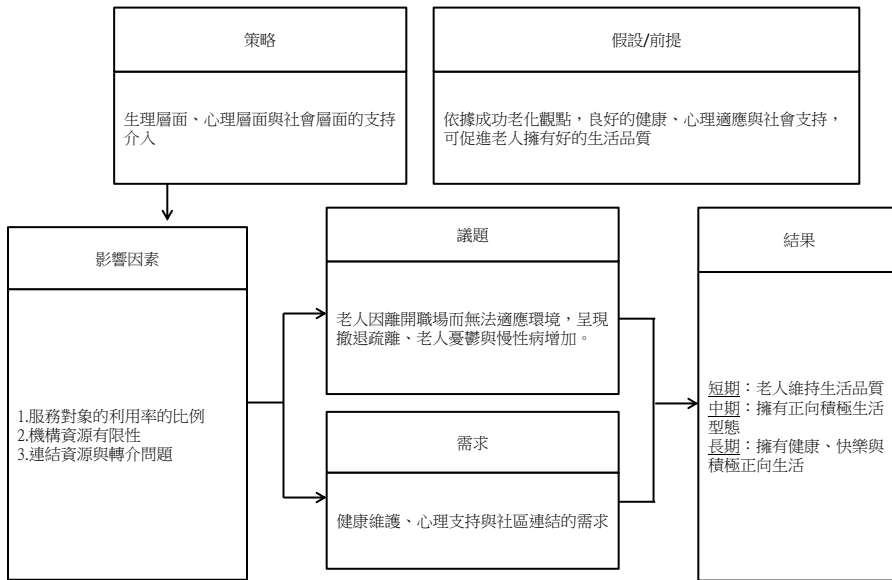 策略
生理層面、心理層面與社會層面的支持
介入
假設/前提
依據成功老化觀點，良好的健康、心理適應與社會支持，
可促進老人擁有好的生活品質
影響因素
1.服務對象的利用率的比例
2.機構資源有限性
3.連結資源與轉介問題
議題
老人因離開職場而無法適應環境，呈現
撤退疏離、老人憂鬱與慢性病增加。
需求
健康維護、心理支持與社區連結的需求
結果
短期：老人維持生活品質
中期：擁有正向積極生活
型態
長期：擁有健康、快樂與
積極正向生活